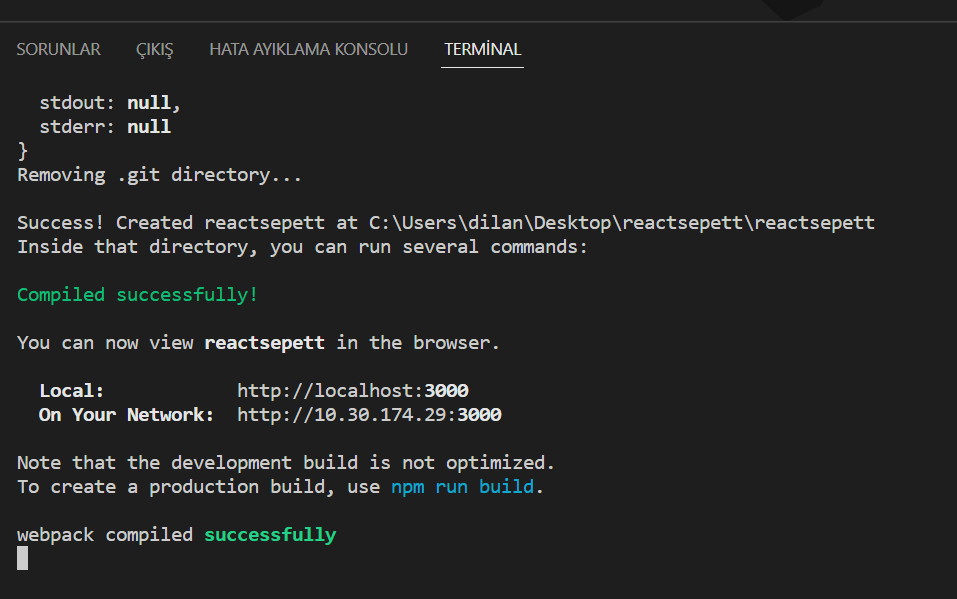 SORUNLAR ÇIKIŞ HATA AYIKLAMA KONSOLU TERMİNAL
stdout: null,
stderr: null
}
Removing .git directory...
Success! Created reactsepett at C:\Users\dilan\Desktop\reactsepett\reactsepett
Inside that directory, you can run several commands:
Compiled successfully!
You can now view reactsepett in the browser.
Local: http://localhost:3000
On Your Network: http://10.30.174.29:3000
Note that the development build is not optimized.
To create a production build, use npm run build.
webpack compiled successfully